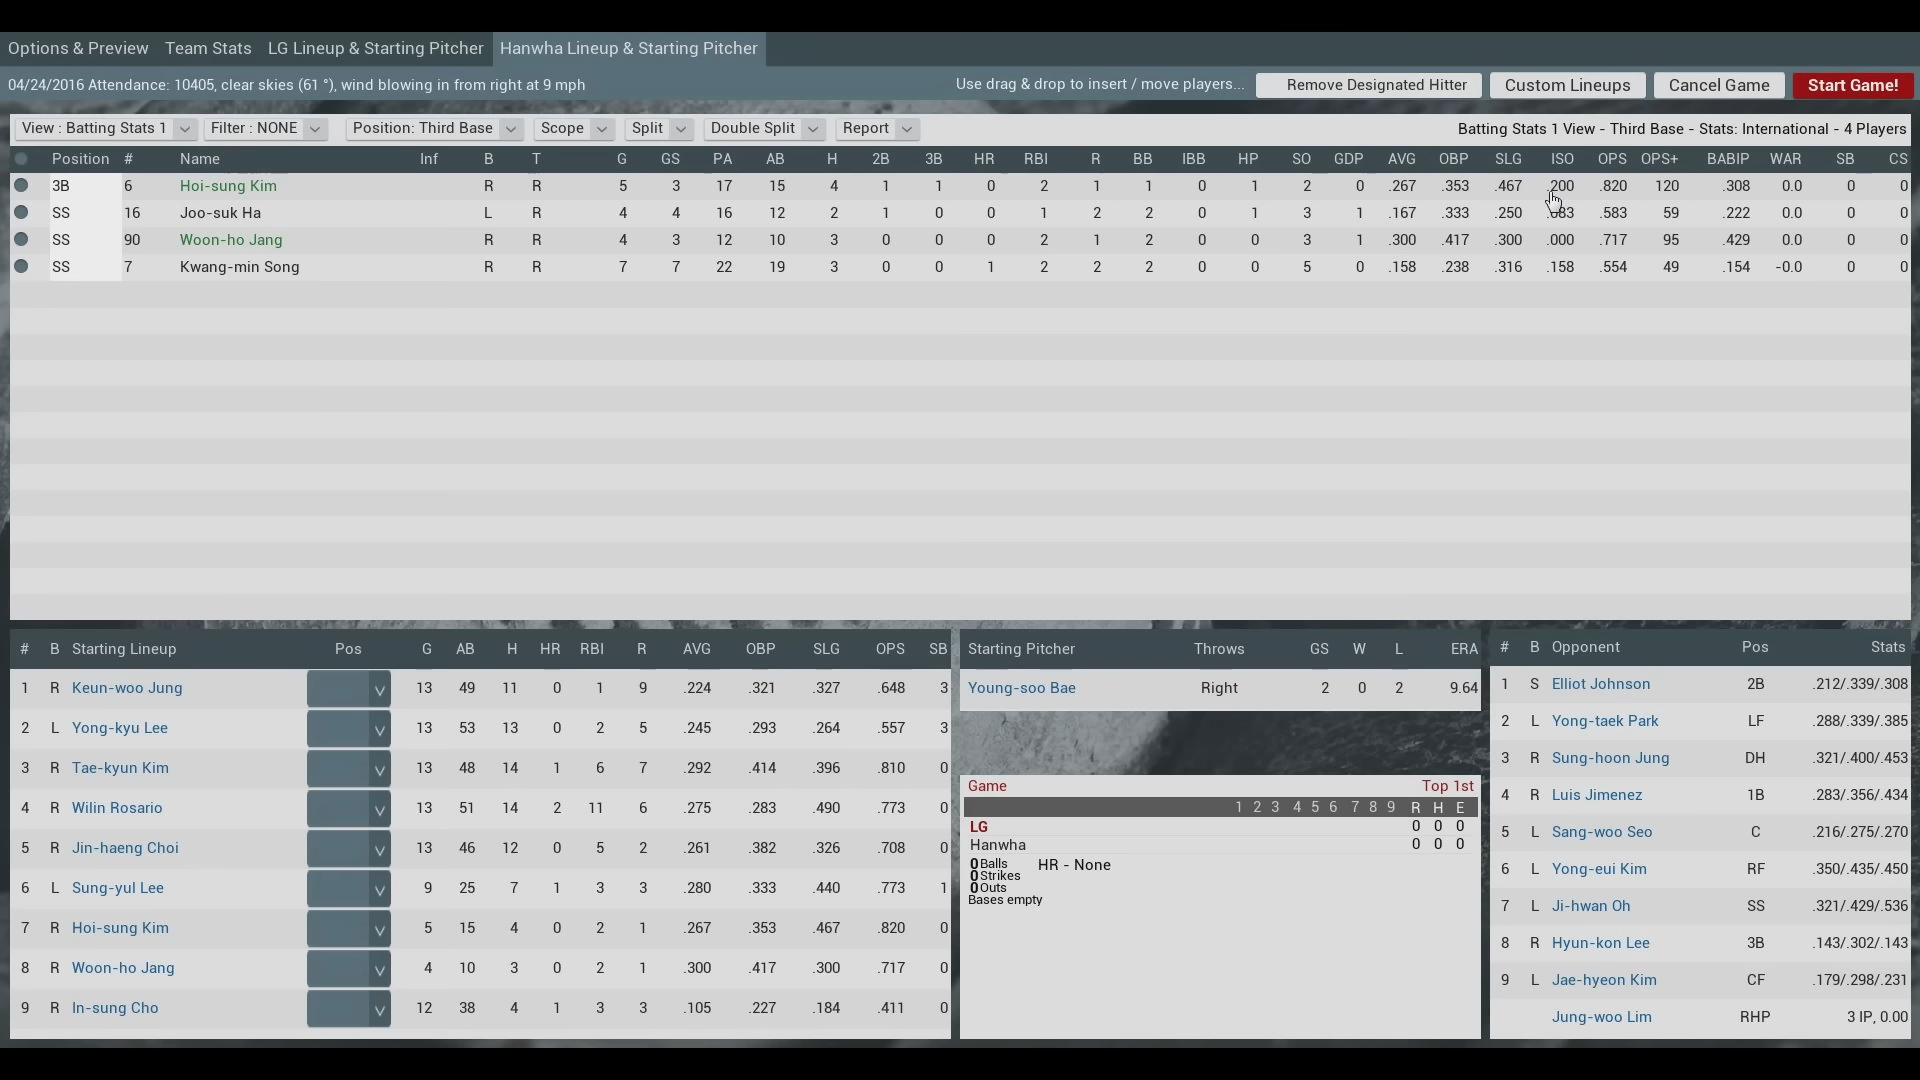 Options & Preview Team Stats LG Lineup & Starting Pitcher Hanwha Lineup & Starting Pitcher
04/24/2016 Attendance: 10405, clear skies (61 °), wind blowing in from right at 9 mph Use drag & drop to insert / move players... Remove Designated Hitter Custom Lineups Cancel Game Start Game!
View : Batting Stats 1 Filter : NONE Position: Third Base Scope Split Double Split Report Batting Stats 1 View - Third Base - Stats: International - 4 Players
Position # Name Inf B T G GS PA AB H 2B 3B HR RBI R BB IBB HP SO GDP AVG OBP SLG ISO OPS OPS+ BABIP WAR SB CS
3B 6 Hoi-sung Kim R R 5 3 17 15 4 1 1 0 2 1 1 0 1 2 0 .267 .353 .467 .200 .820 120 .308 0.0 0 0
SS 16 Joo-suk Ha L R 4 4 16 12 2 1 0 0 1 2 2 0 1 3 1 .167 .333 .250 .083 .583 59 .222 0.0 0 0
SS 90 Woon-ho Jang R R 4 3 12 10 3 0 0 0 2 1 2 0 0 3 1 .300 .417 .300 .000 .717 95 .429 0.0 0 0
SS 7 Kwang-min Song R R 7 7 22 19 3 0 0 1 2 2 2 0 0 5 0 .158 .238 .316 .158 .554 49 .154 -0.0 0 0
# B Starting Lineup Pos G AB H HR RBI R AVG OBP SLG OPS SB
1 R Keun-woo Jung 13 49 11 0 1 9 .224 .321 .327 .648 3
2 L Yong-kyu Lee 13 53 13 0 2 5 .245 .293 .264 .557 3
3 R Tae-kyun Kim 13 48 14 1 6 7 .292 .414 .396 .810 0
4 R Wilin Rosario 13 51 14 2 11 6 .275 .283 .490 .773 0
5 R Jin-haeng Choi 13 46 12 0 5 2 .261 .382 .326 .708 0
6 L Sung-yul Lee 9 25 7 1 3 3 .280 .333 .440 .773 1
7 R Hoi-sung Kim 5 15 4 0 2 1 .267 .353 .467 .820 0
8 R Woon-ho Jang 4 10 3 0 2 1 .300 .417 .300 .717 0
9 R In-sung Cho 12 38 4 1 3 3 .105 .227 .184 .411 0
Starting Pitcher Throws GS W L ERA
Young-soo Bae Right 2 0 2 9.64
Game Top 1st
1 2 3 4 5 6 7 8 9 R H E
LG 0 0 0
Hanwha 0 0 0
0 Balls HR - None
0 Strikes
0 Outs
Bases empty
# B Opponent Pos Stats
1 S Elliot Johnson 2B .212/.339/.308
2 L Yong-taek Park LF .288/.339/.385
3 R Sung-hoon Jung DH .321/.400/.453
4 R Luis Jimenez 1B .283/.356/.434
5 L Sang-woo Seo C .216/.275/.270
6 L Yong-eui Kim RF .350/.435/.450
7 L Ji-hwan Oh SS .321/.429/.536
8 R Hyun-kon Lee 3B .143/.302/.143
9 L Jae-hyeon Kim CF .179/.298/.231
Jung-woo Lim RHP 3 IP, 0.00